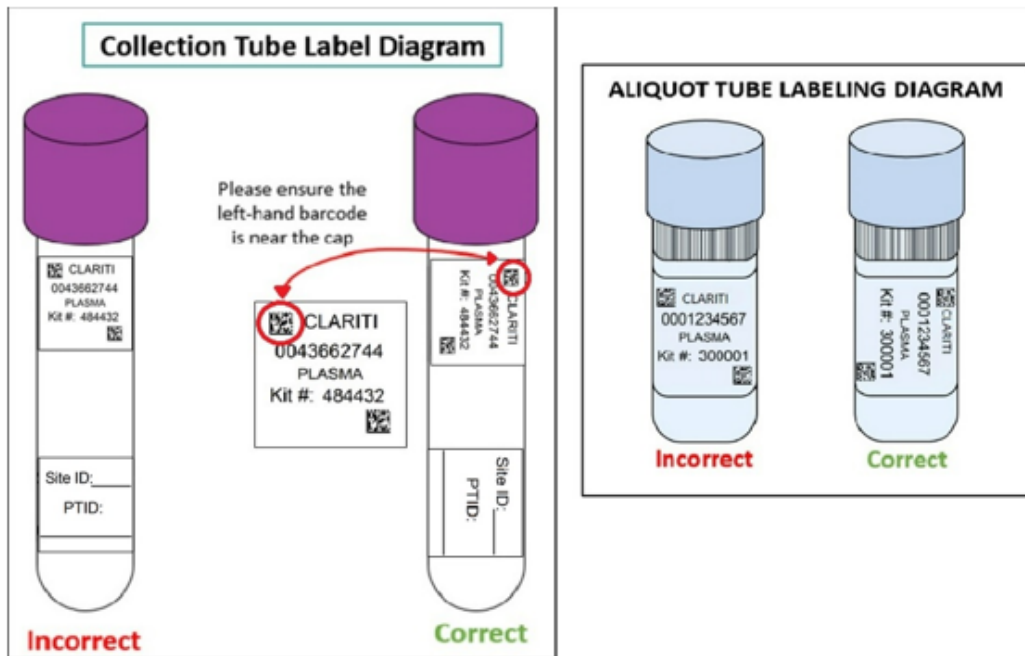 Collection Tube Label Diagram
Please ensure the
left-hand barcode
is near the cap
CLARITI
0043662744
PLASMA
Kit #: 484432
Site ID:
PTID:
Incorrect
CLARITI
0043662744
PLASMA
Kit #: 484432
CLARITI
0043662744
PLASMA
Kit #: 484432
Site ID:
PTID:
Correct
ALIQUOT TUBE LABELING DIAGRAM
CLARITI
0001234567
PLASMA
Kit #: 300001
Incorrect
CLARITI
0001234567
PLASMA
Kit #: 300001
Correct